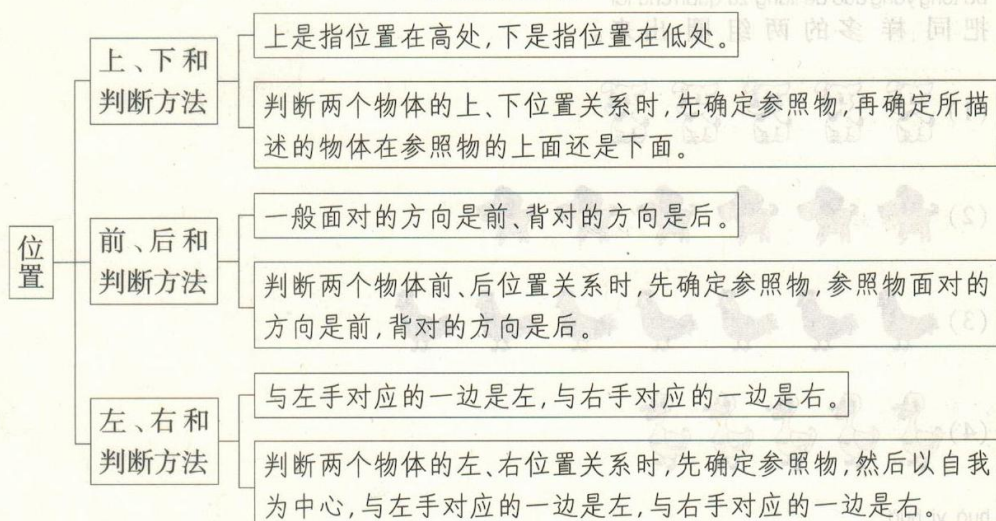 位
置
上、下和
判断方法
上是指位置在高处,下是指位置在低处。
判断两个物体的上、下位置关系时,先确定参照物,再确定所描
述的物体在参照物的上面还是下面。
前、后和
判断方法
一般面对的方向是前、背对的方向是后。
判断两个物体前、后位置关系时,先确定参照物,参照物面对的
方向是前,背对的方向是后。
左、右和
判断方法
与左手对应的一边是左,与右手对应的一边是右。
判断两个物体的左、右位置关系时,先确定参照物,然后以自我
为中心,与左手对应的一边是左,与右手对应的一边是右。